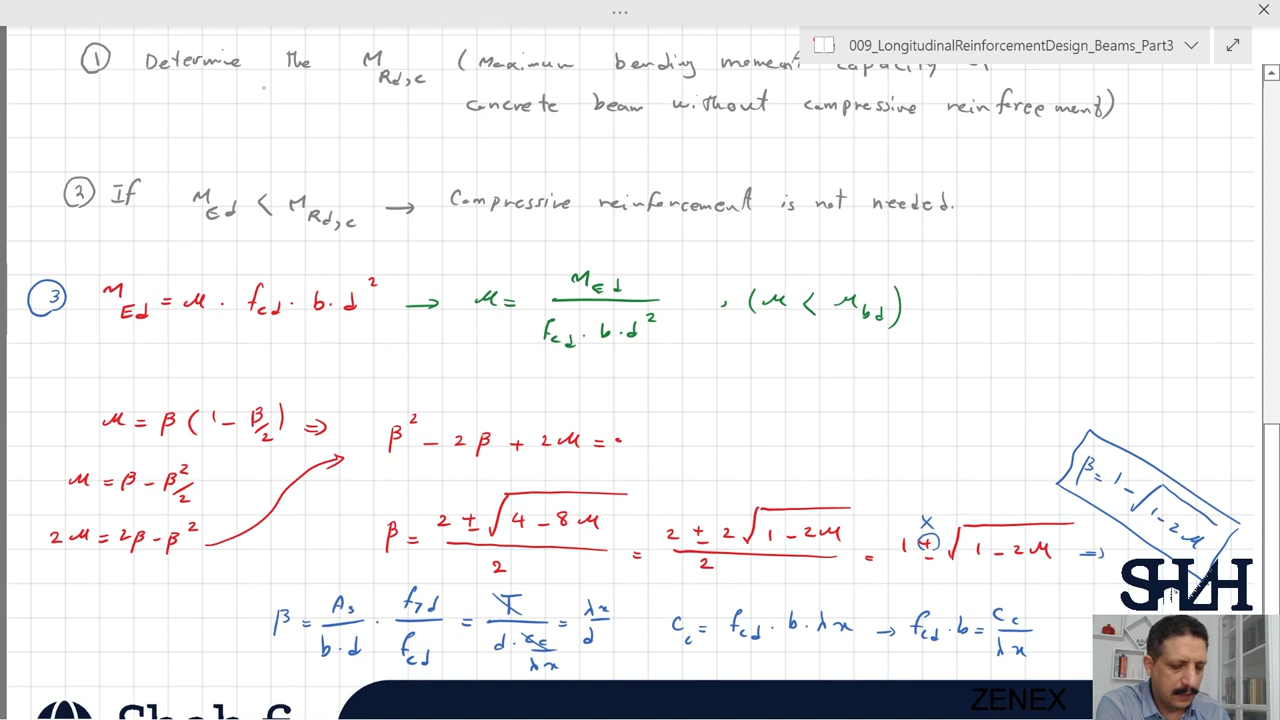 009_LongitudinalReinforcementDesign_Beams_Part3
① Determine the M_Rd,c (Maximum bending moment capacity of
concrete beam without compressive reinforcement)
② If M_Ed < M_Rd,c → Compressive reinforcement is not needed.
③ M_Ed = μ · f_cd · b · d² → μ = M_Ed / (f_cd · b · d²) , (μ < μ_bd)
μ = β (1 - β/2) ⇒ β² - 2β + 2μ = 0
μ = β - β²/2
2μ = 2β - β²
β = (2 ± √(4 - 8μ)) / 2 = (2 ± 2√(1 - 2μ)) / 2 = 1 ± √(1 - 2μ) ⇒
x
β = 1 - √(1 - 2μ)
β = A_s / (b · d) · f_yd / f_cd = T / (d · c_c / λx) = λx / d
C_c = f_cd · b · λx → f_cd · b = C_c / λx
SHLH
ZENEX